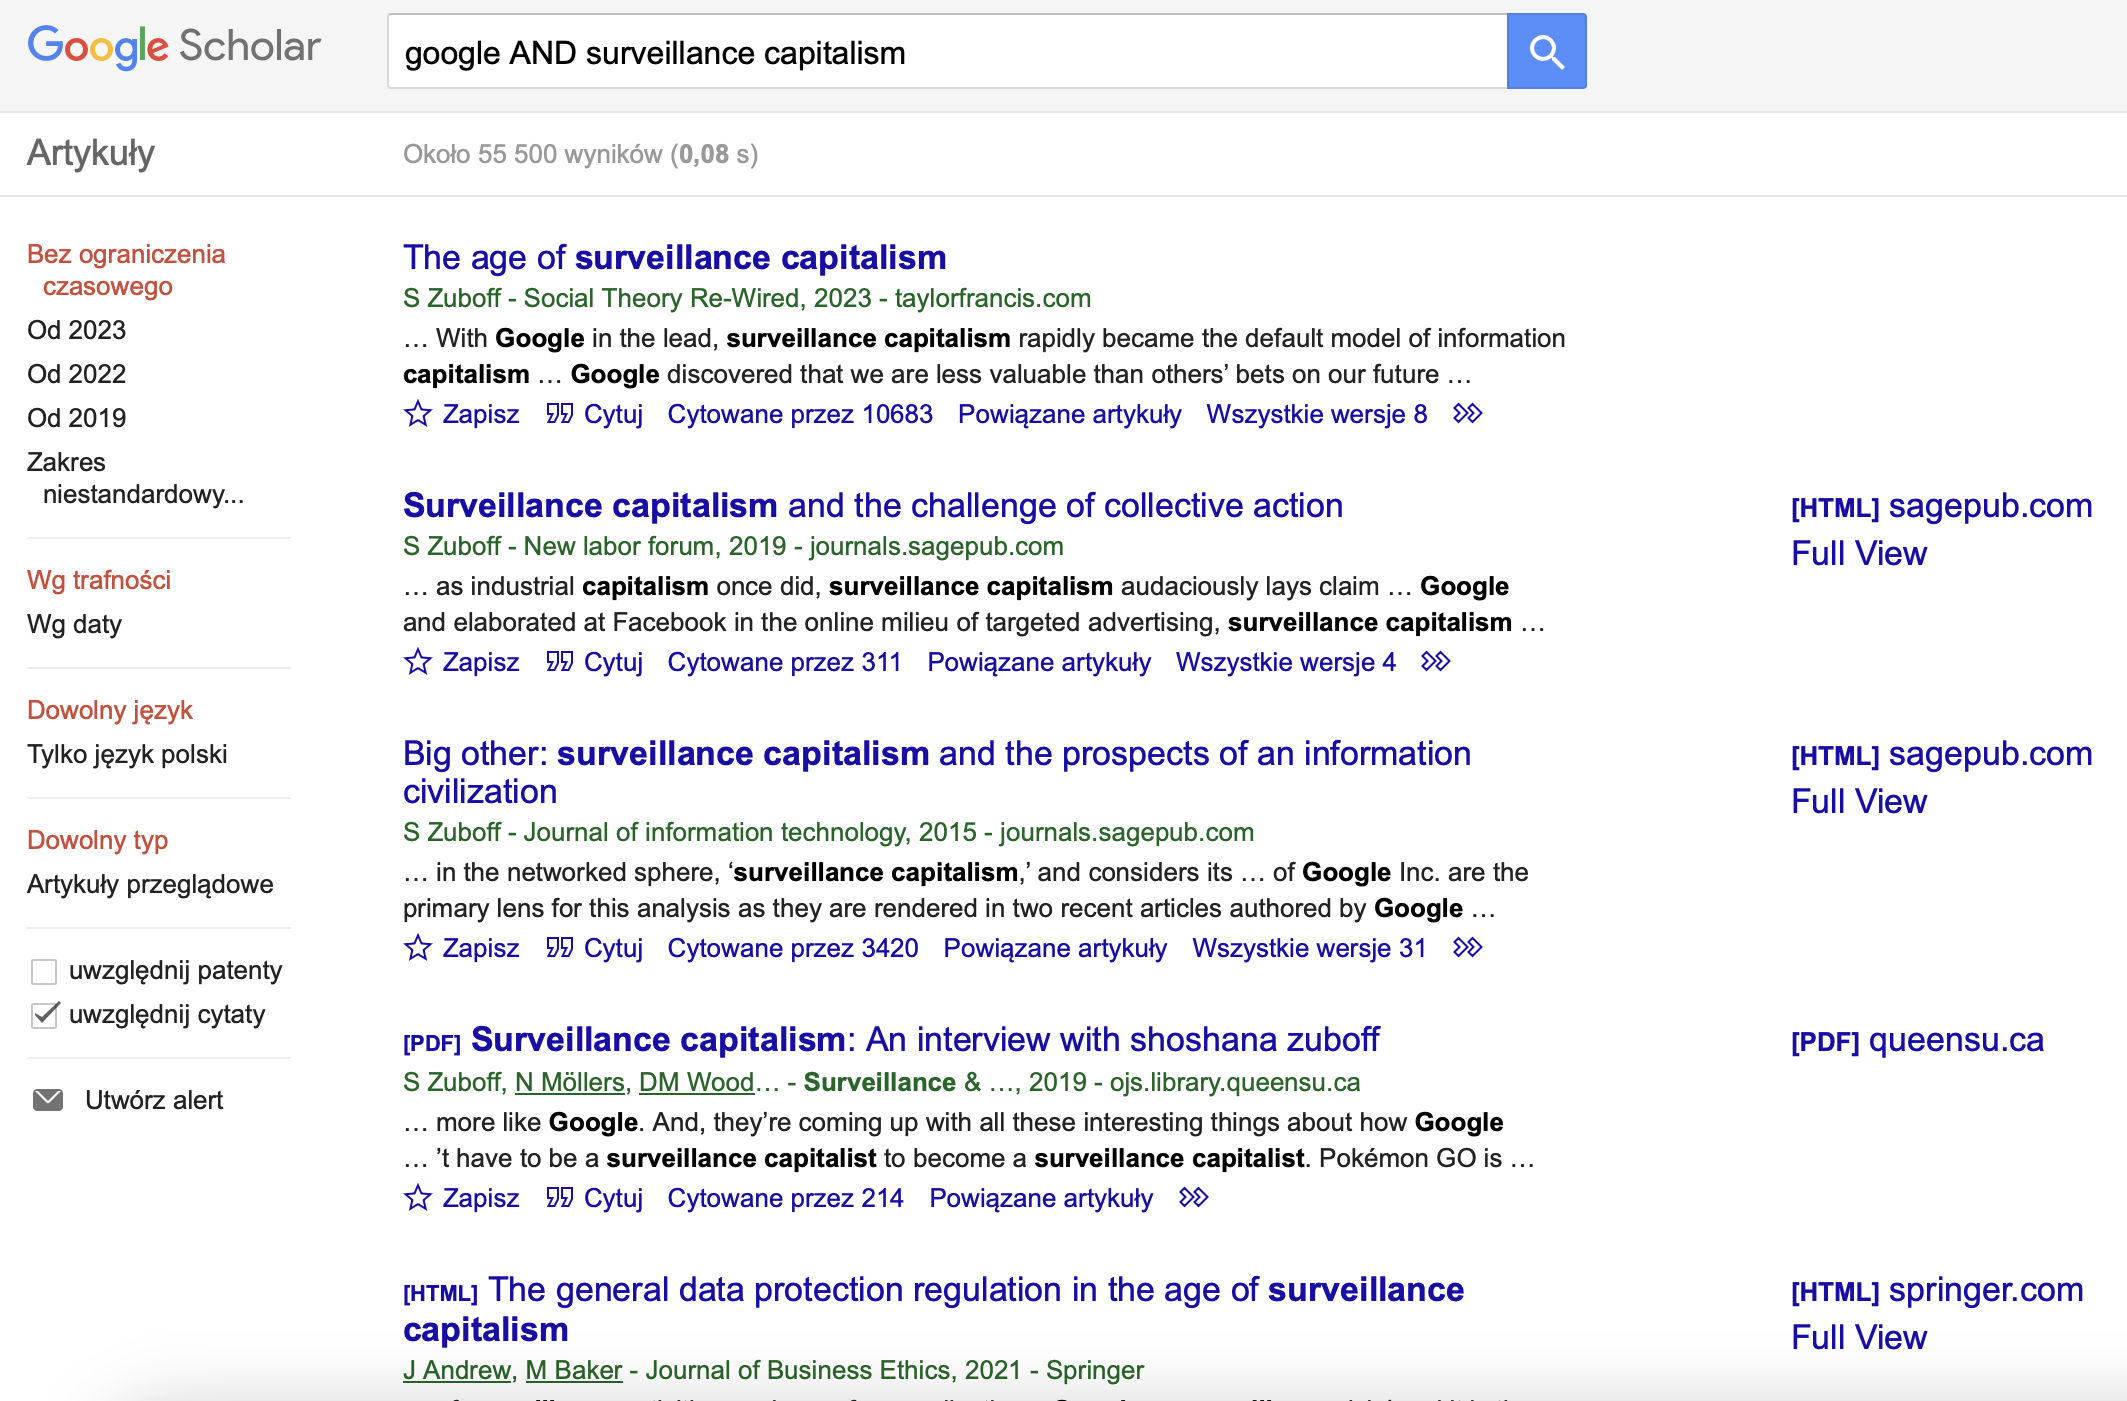 Google Scholar
google AND surveillance capitalism
Artykuły
Około 55 500 wyników (0,08 s)
Bez ograniczenia
czasowego
Od 2023
Od 2022
Od 2019
Zakres
niestandardowy...
Wg trafności
Wg daty
Dowolny język
Tylko język polski
Dowolny typ
Artykuły przeglądowe
uwzględnij patenty
uwzględnij cytaty
Utwórz alert
The age of surveillance capitalism
S Zuboff - Social Theory Re-Wired, 2023 - taylorfrancis.com
… With Google in the lead, surveillance capitalism rapidly became the default model of information
capitalism … Google discovered that we are less valuable than others’ bets on our future …
Zapisz Cytuj Cytowane przez 10683 Powiązane artykuły Wszystkie wersje 8
Surveillance capitalism and the challenge of collective action
S Zuboff - New labor forum, 2019 - journals.sagepub.com
… as industrial capitalism once did, surveillance capitalism audaciously lays claim … Google
and elaborated at Facebook in the online milieu of targeted advertising, surveillance capitalism …
Zapisz Cytuj Cytowane przez 311 Powiązane artykuły Wszystkie wersje 4
[HTML] sagepub.com
Full View
Big other: surveillance capitalism and the prospects of an information
civilization
S Zuboff - Journal of information technology, 2015 - journals.sagepub.com
… in the networked sphere, ‘surveillance capitalism,’ and considers its … of Google Inc. are the
primary lens for this analysis as they are rendered in two recent articles authored by Google …
Zapisz Cytuj Cytowane przez 3420 Powiązane artykuły Wszystkie wersje 31
[HTML] sagepub.com
Full View
[PDF] Surveillance capitalism: An interview with shoshana zuboff
S Zuboff, N Möllers, DM Wood… - Surveillance & …, 2019 - ojs.library.queensu.ca
… more like Google. And, they’re coming up with all these interesting things about how Google
… ’t have to be a surveillance capitalist to become a surveillance capitalist. Pokémon GO is …
Zapisz Cytuj Cytowane przez 214 Powiązane artykuły
[PDF] queensu.ca
[HTML] The general data protection regulation in the age of surveillance
capitalism
J Andrew, M Baker - Journal of Business Ethics, 2021 - Springer
[HTML] springer.com
Full View